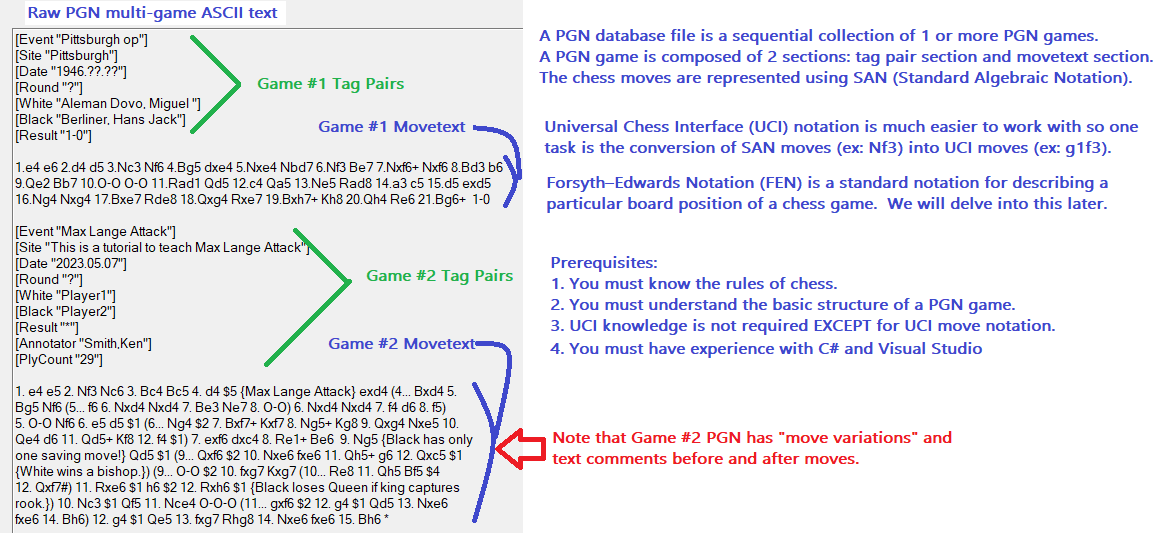 Raw PGN multi-game ASCII text
[Event "Pittsburgh op"]
[Site "Pittsburgh"]
[Date "1946.??.??"]
[Round "?"]
[White "Aleman Dovo, Miguel "]
[Black "Berliner, Hans Jack"]
[Result "1-0"]
Game #1 Tag Pairs
Game #1 Movetext
1.e4 e6 2.d4 d5 3.Nc3 Nf6 4.Bg5 dxe4 5.Nxe4 Nbd7 6.Nf3 Be7 7.Nxf6+ Nxf6 8.Bd3 b6
9.Qe2 Bb7 10.O-O O-O 11.Rad1 Qd5 12.c4 Qa5 13.Ne5 Rad8 14.a3 c5 15.d5 exd5
16.Ng4 Nxg4 17.Bxe7 Rde8 18.Qxg4 Rxe7 19.Bxh7+ Kh8 20.Qh4 Re6 21.Bg6+  1-0
[Event "Max Lange Attack"]
[Site "This is a tutorial to teach Max Lange Attack"]
[Date "2023.05.07"]
[Round "?"]
[White "Player1"]
[Black "Player2"]
[Result "*"]
[Annotator "Smith,Ken"]
[PlyCount "29"]
Game #2 Tag Pairs
Game #2 Movetext
1. e4 e5 2. Nf3 Nc6 3. Bc4 Bc5 4. d4 $5 {Max Lange Attack} exd4 (4... Bxd4 5.
Bg5 Nf6 (5... f6 6. Nxd4 Nxd4 7. Be3 Ne7 8. O-O) 6. Nxd4 Nxd4 7. f4 d6 8. f5)
5. O-O Nf6 6. e5 d5 $1 (6... Ng4 $2 7. Bxf7+ Kxf7 8. Ng5+ Kg8 9. Qxg4 Nxe5 10.
Qe4 d6 11. Qd5+ Kf8 12. f4 $1) 7. exf6 dxc4 8. Re1+ Be6  9. Ng5 {Black has only
one saving move!} Qd5 $1 (9... Qxf6 $2 10. Nxe6 fxe6 11. Qh5+ g6 12. Qxc5 $1
{White wins a bishop.}) (9... O-O $2 10. fxg7 Kxg7 (10... Re8 11. Qh5 Bf5 $4
12. Qxf7#) 11. Rxe6 $1 h6 $2 12. Rxh6 $1 {Black loses Queen if king captures
rook.}) 10. Nc3 $1 Qf5 11. Nce4 O-O-O (11... gxf6 $2 12. g4 $1 Qd5 13. Nxe6
fxe6 14. Bh6) 12. g4 $1 Qe5 13. fxg7 Rhg8 14. Nxe6 fxe6 15. Bh6 *
A PGN database file is a sequential collection of 1 or more PGN games.
A PGN game is composed of 2 sections: tag pair section and movetext section.
The chess moves are represented using SAN (Standard Algebraic Notation).
Universal Chess Interface (UCI) notation is much easier to work with so one
task is the conversion of SAN moves (ex: Nf3) into UCI moves (ex: g1f3).
Forsyth–Edwards Notation (FEN) is a standard notation for describing a
particular board position of a chess game.  We will delve into this later.
Prerequisites:
1. You must know the rules of chess.
2. You must understand the basic structure of a PGN game.
3. UCI knowledge is not required EXCEPT for UCI move notation.
4. You must have experience with C# and Visual Studio
Note that Game #2 PGN has "move variations" and
text comments before and after moves.